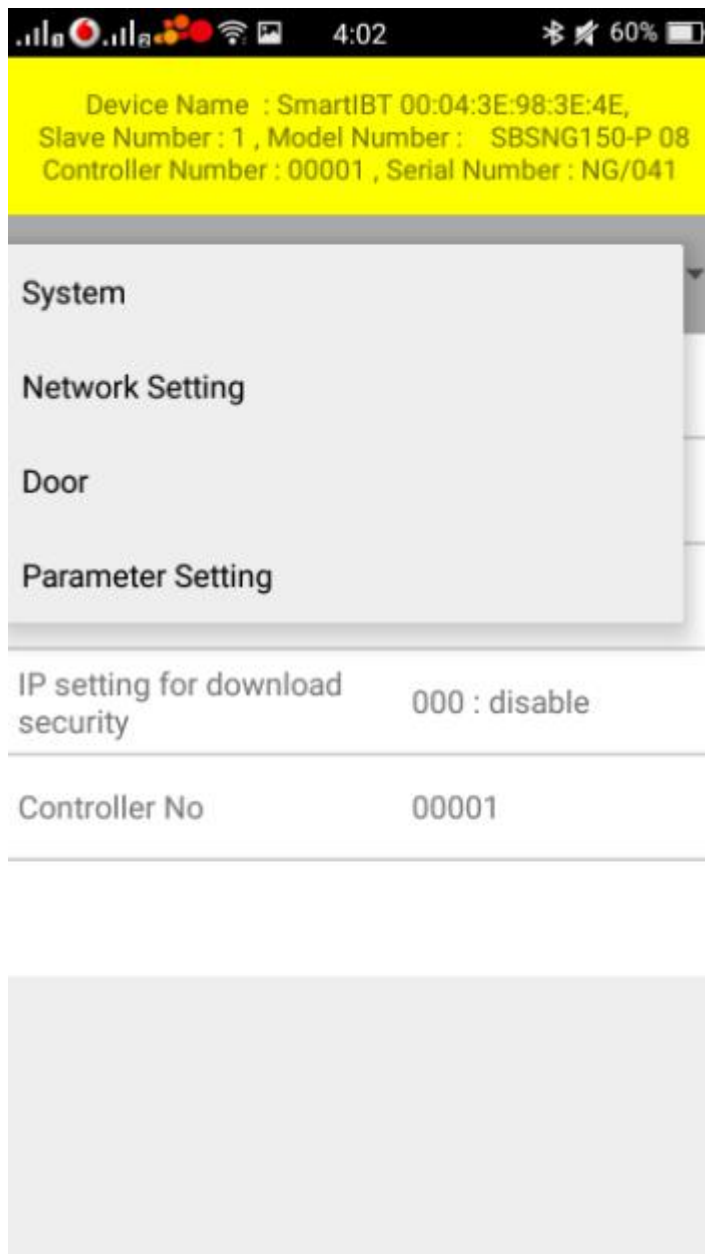 4:02 60%
Device Name : SmartIBT 00:04:3E:98:3E:4E,
Slave Number : 1 , Model Number : SBSNG150-P 08
Controller Number : 00001 , Serial Number : NG/041
System
Network Setting
Door
Parameter Setting
IP setting for download
security
000 : disable
Controller No 00001